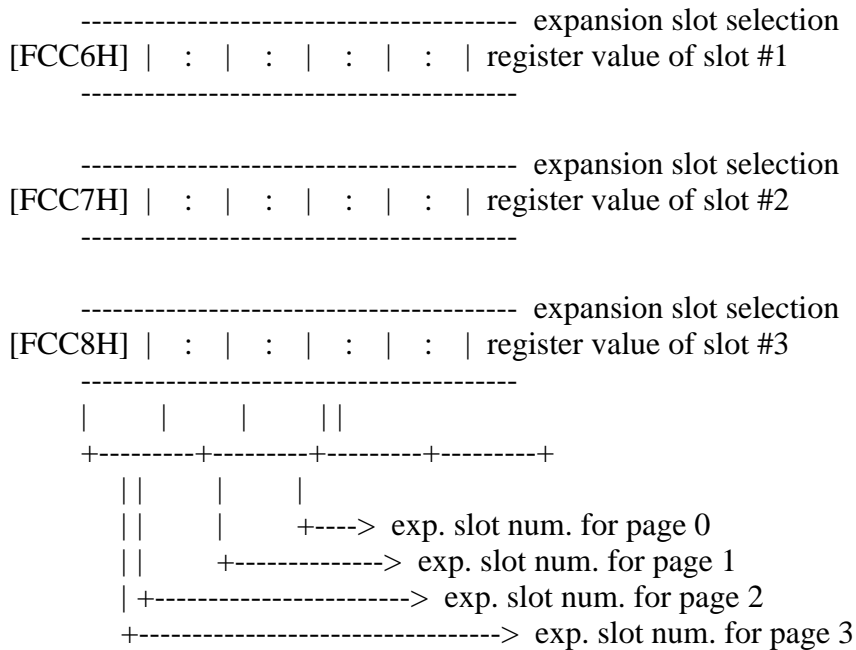 ----------------------------------------- expansion slot selection
[FCC6H] |   :   |   :   |   :   |   :   | register value of slot #1
-----------------------------------------
----------------------------------------- expansion slot selection
[FCC7H] |   :   |   :   |   :   |   :   | register value of slot #2
-----------------------------------------
----------------------------------------- expansion slot selection
[FCC8H] |   :   |   :   |   :   |   :   | register value of slot #3
-----------------------------------------
|         |         |         | |
+---------+---------+---------+---------+
| |         |         |
| |         |         +----> exp. slot num. for page 0
| |         +--------------> exp. slot num. for page 1
| +------------------------> exp. slot num. for page 2
+----------------------------------> exp. slot num. for page 3